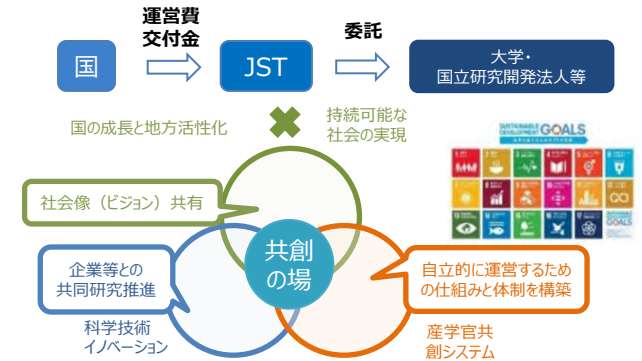 運営費
交付金
委託
国
JST
大学・
国立研究開発法人等
国の成長と地方活性化
持続可能な
社会の実現
SUSTAINABLE
DEVELOPMENT GOALS
社会像（ビジョン）共有
共創
の場
企業等との
共同研究推進
自立的に運営するため
の仕組みと体制を構築
科学技術
イノベーション
産学官共
創システム